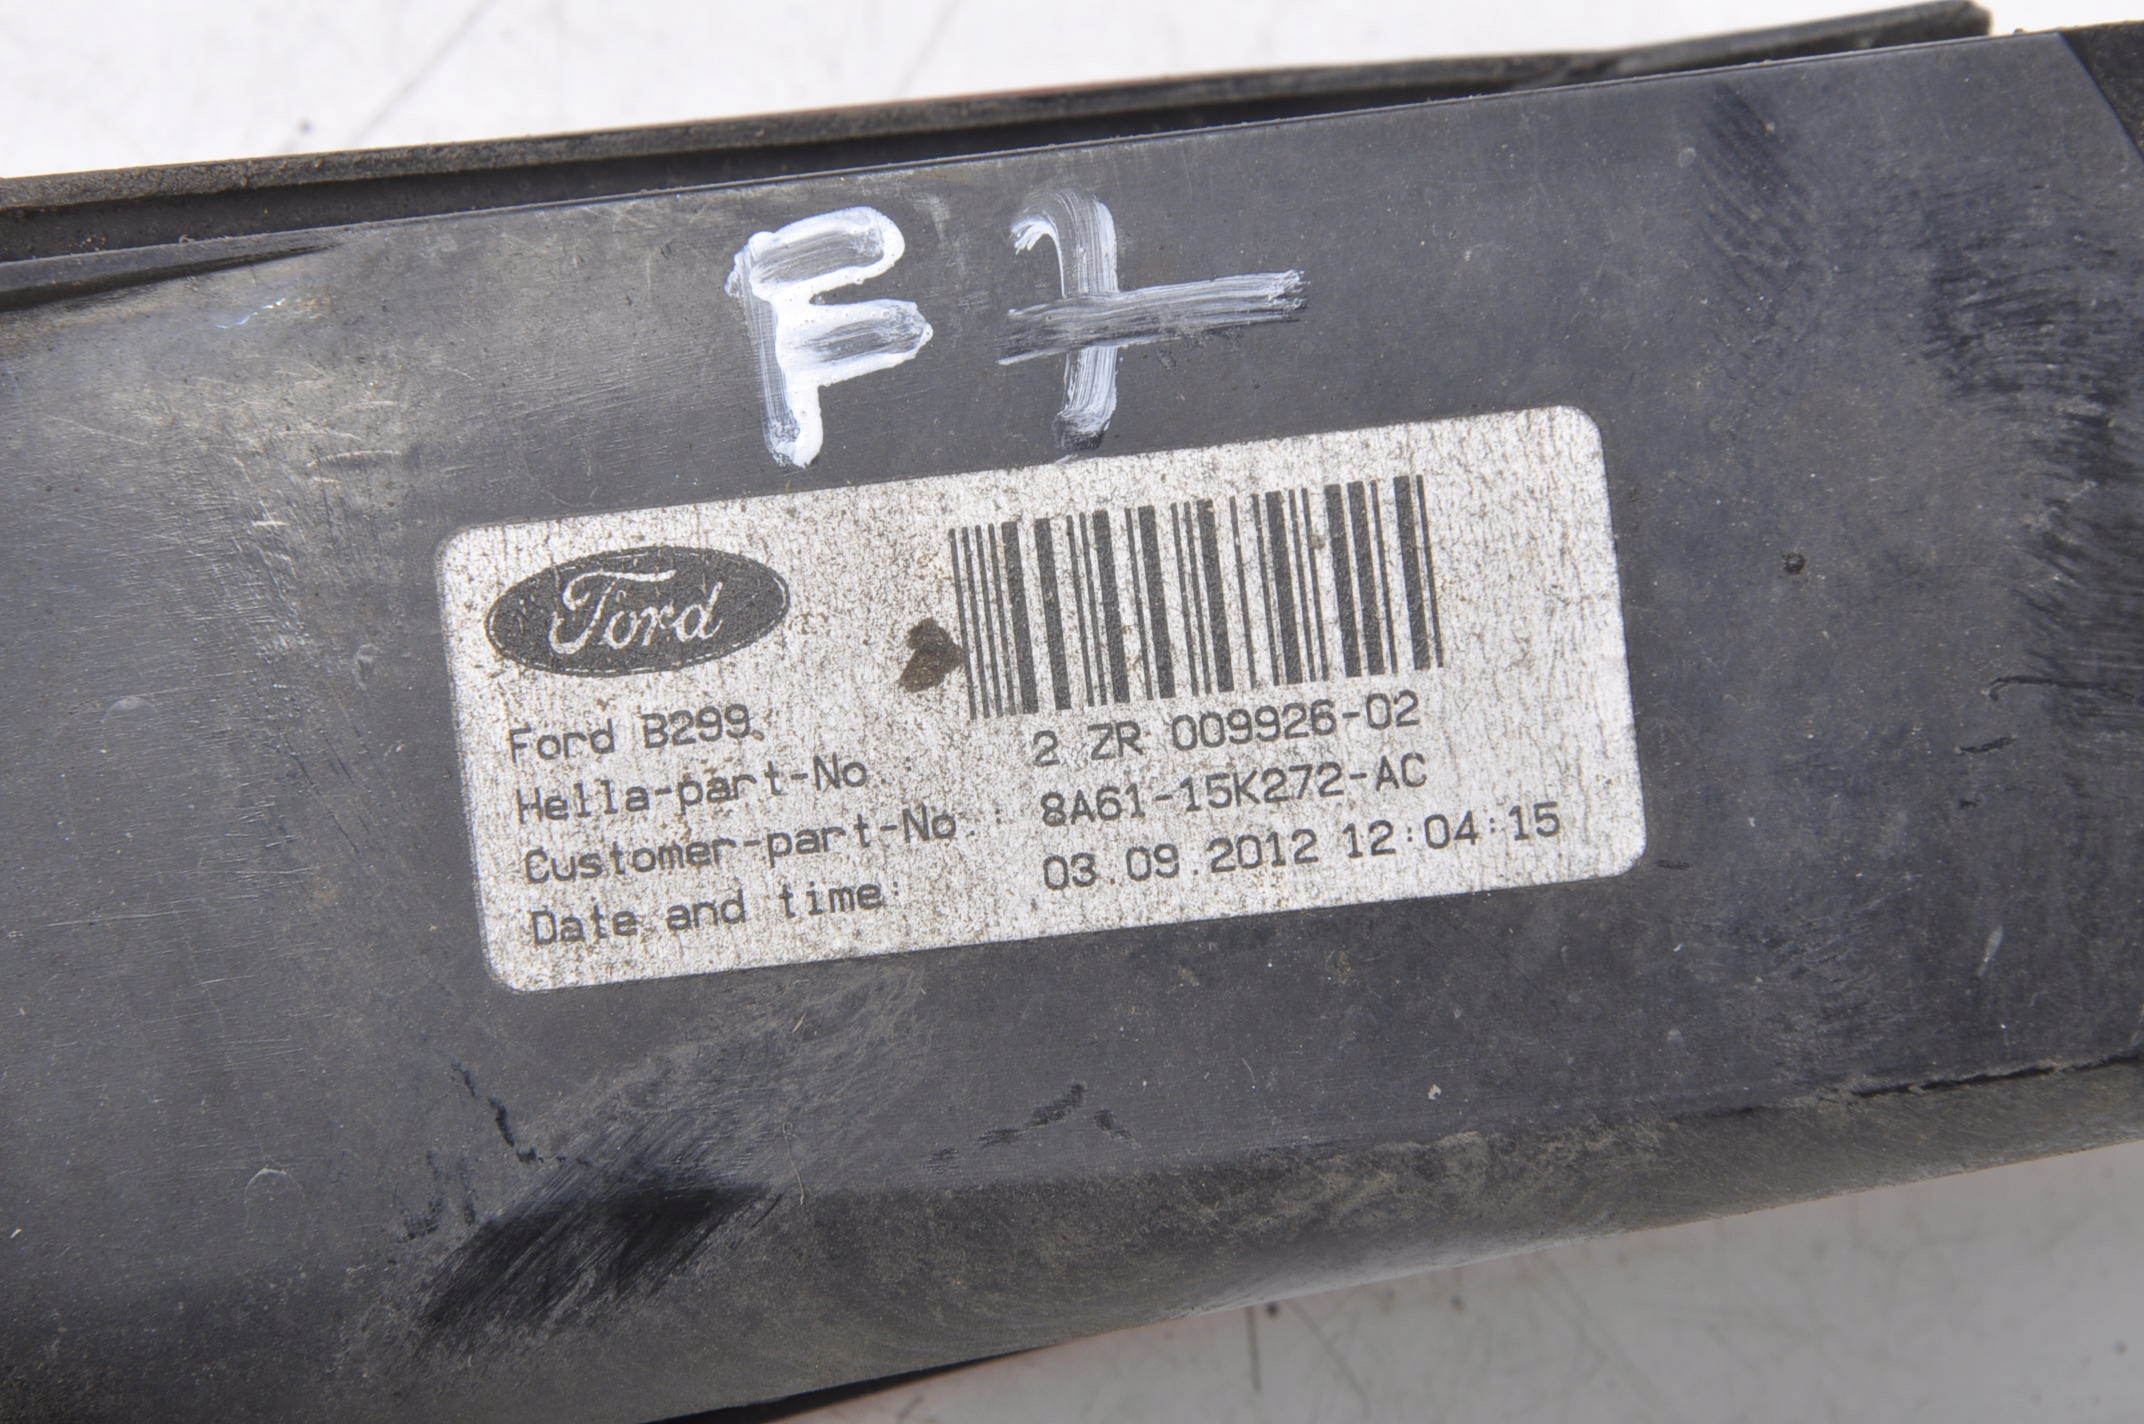 F7
Ford
Ford B299
Hella-part-No.: 2 ZR 009926-02
Customer-part-No.: 8A61-15K272-AC
Date and time: 03.09.2012 12:04:15